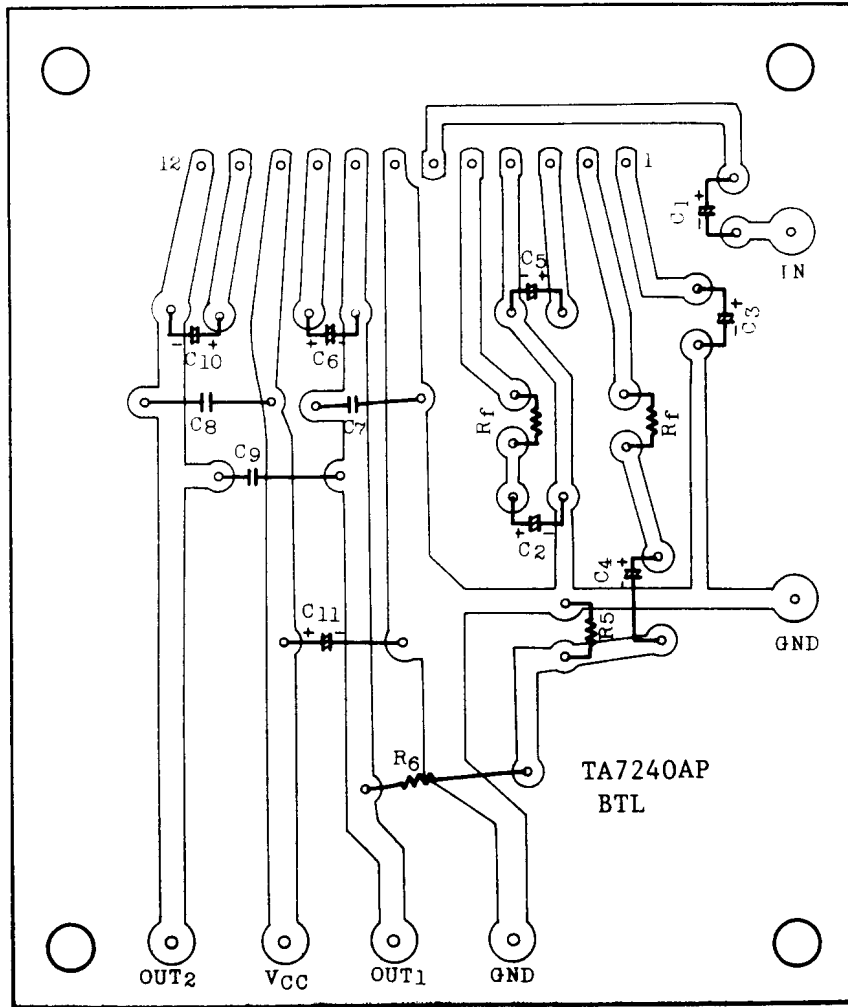 12
1
C1
+
-
IN
C5
- +
C3
+
-
- +
C10
+ -
C6
C8
C7
Rf
Rf
C9
+ -
C2
C4
+
-
C11
+ -
R5
GND
R6
TA7240AP
BTL
OUT2
VCC
OUT1
GND